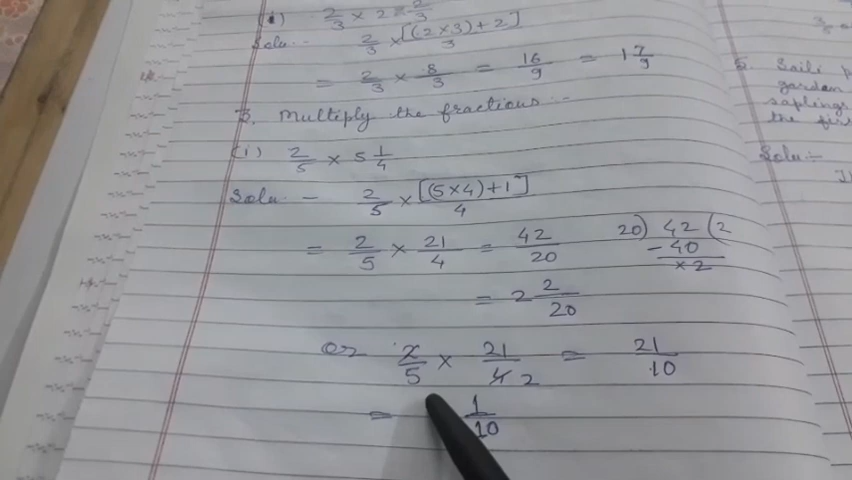 (i) 2/3 × 2 2/3
Solu.- 2/3 × [(2×3)+2]/3
= 2/3 × 8/3 = 16/9 = 1 7/9
3. Multiply the fractions :-
(i) 2/5 × 5 1/4
Solu. - 2/5 × [(5×4)+1]/4
= 2/5 × 21/4 = 42/20 20) 42 (2
-40
×2
= 2 2/20
or 2/5 × 21/4 2 = 21/10
= 1/10
5. Saili p
garden
saplings
the firs
Solu :-